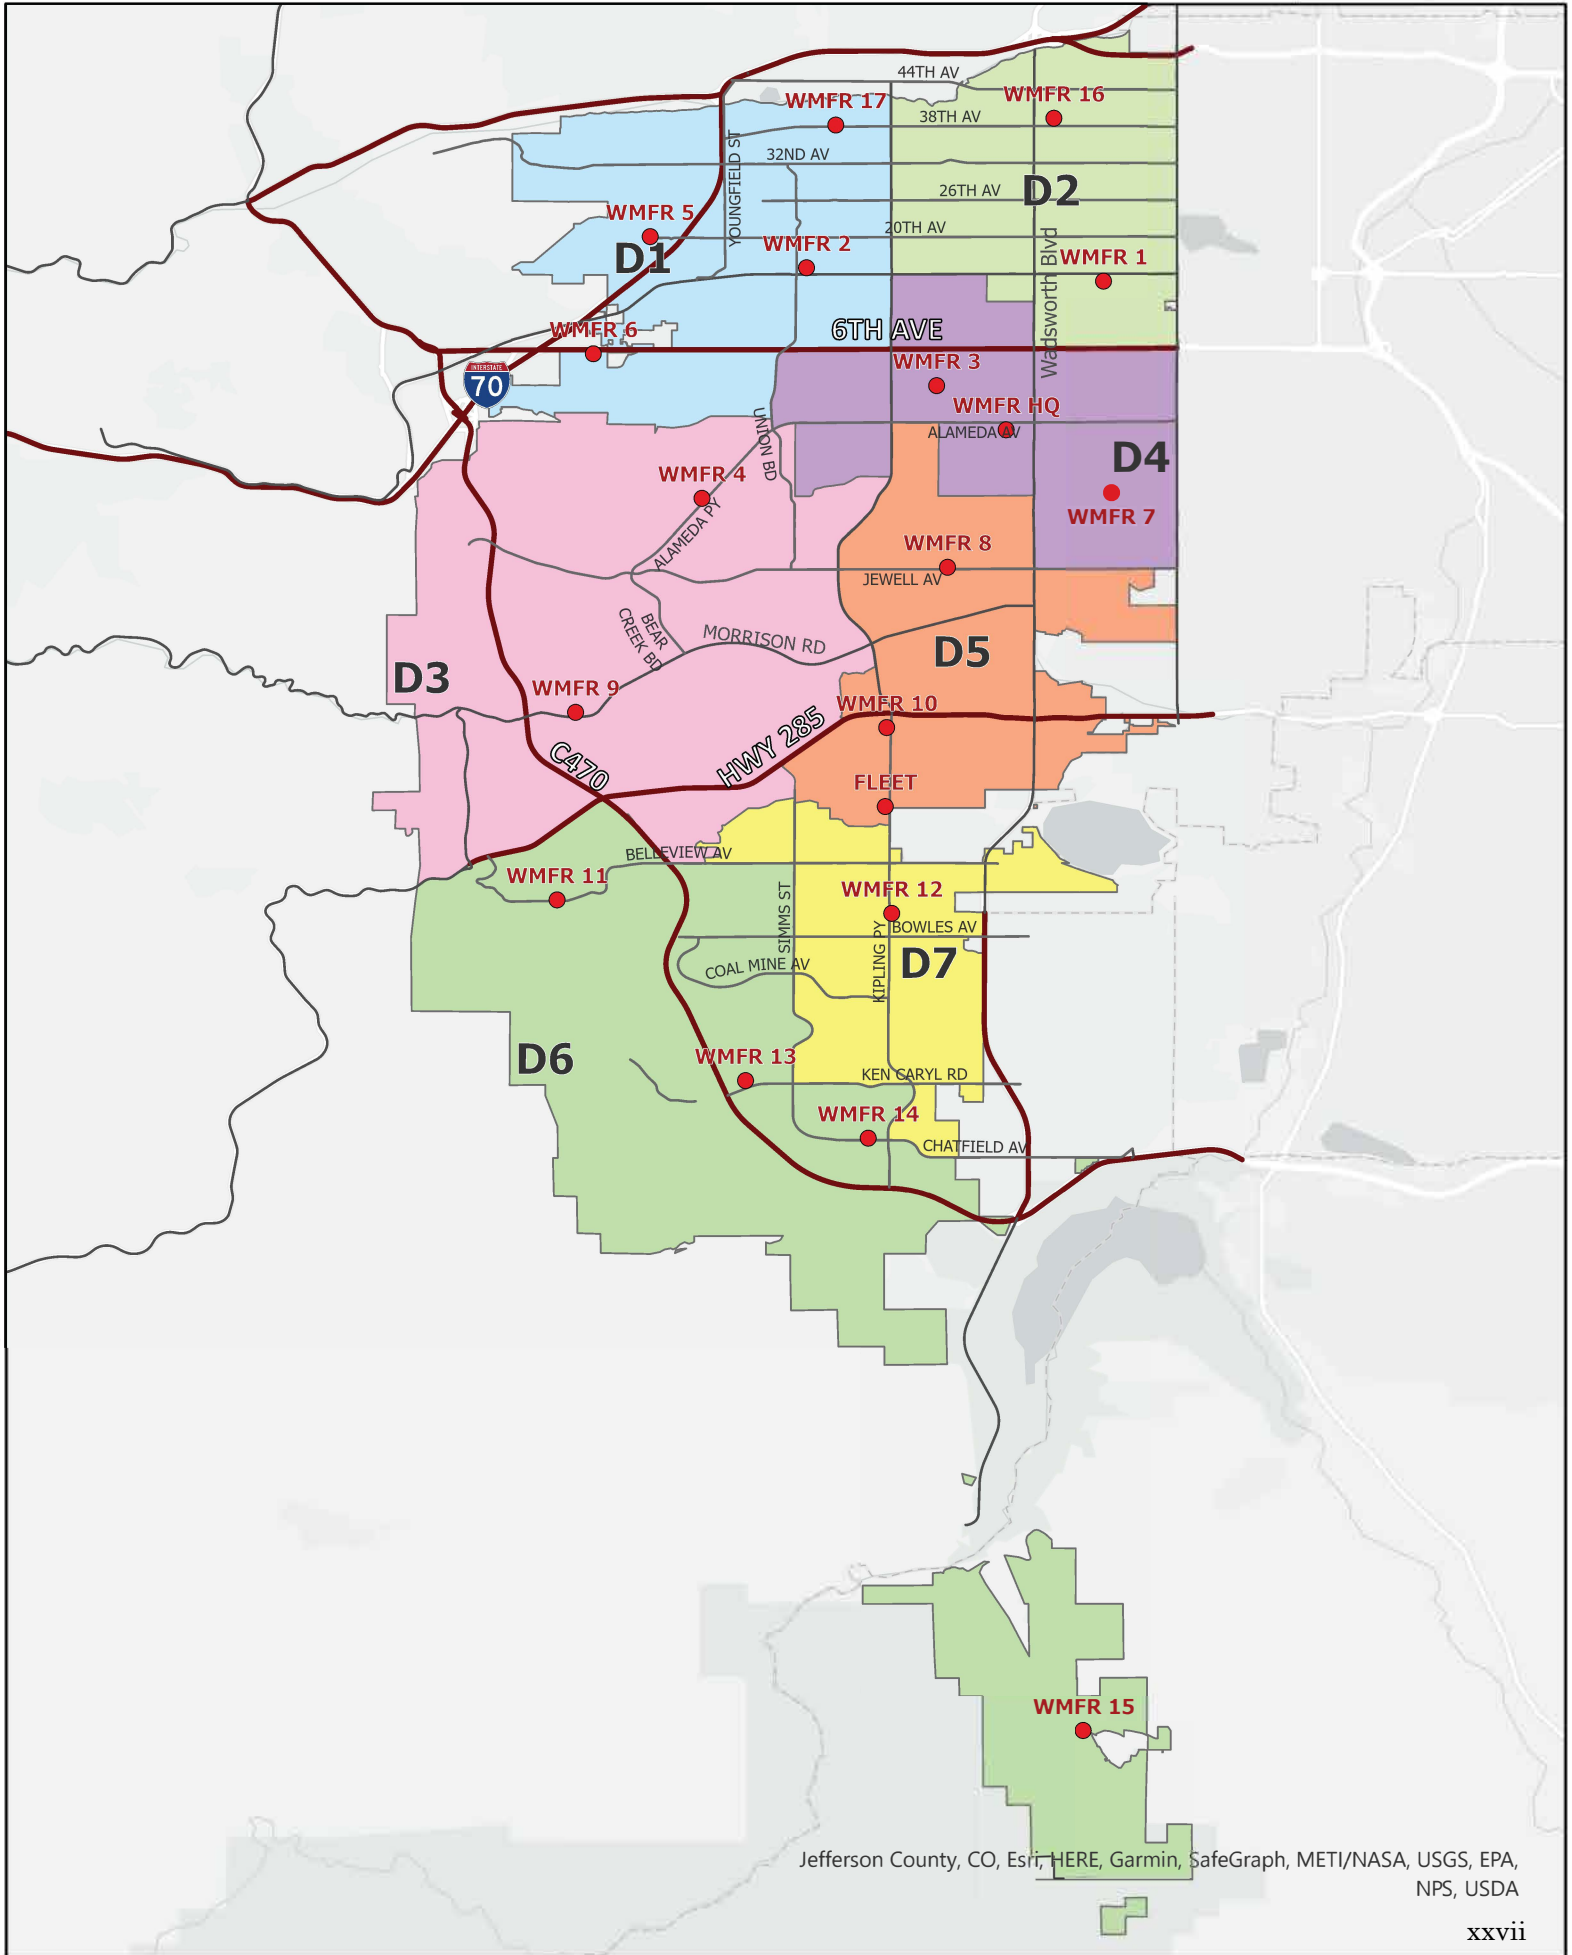 44TH AV
WMFR 17
WMFR 16
38TH AV
YOUNGFIELD ST
32ND AV
26TH AV
D2
WMFR 5
20TH AV
D1
WMFR 2
Wadsworth Blvd
WMFR 1
WMFR 6
6TH AVE
INTERSTATE
70
WMFR 3
WMFR HQ
UNION BD
ALAMEDA AV
D4
WMFR 4
WMFR 7
ALAMEDA PY
WMFR 8
JEWELL AV
BEAR
CREEK BD
MORRISON RD
D5
D3
WMFR 9
WMFR 10
C470
HWY 285
FLEET
BELLEVIEW AV
WMFR 11
SIMMS ST
WMFR 12
BOWLES AV
KIPLING PY
D7
COAL MINE AV
D6
WMFR 13
KEN CARYL RD
WMFR 14
CHATFIELD AV
WMFR 15
Jefferson County, CO, Esri, HERE, Garmin, SafeGraph, METI/NASA, USGS, EPA,
NPS, USDA
xxvii